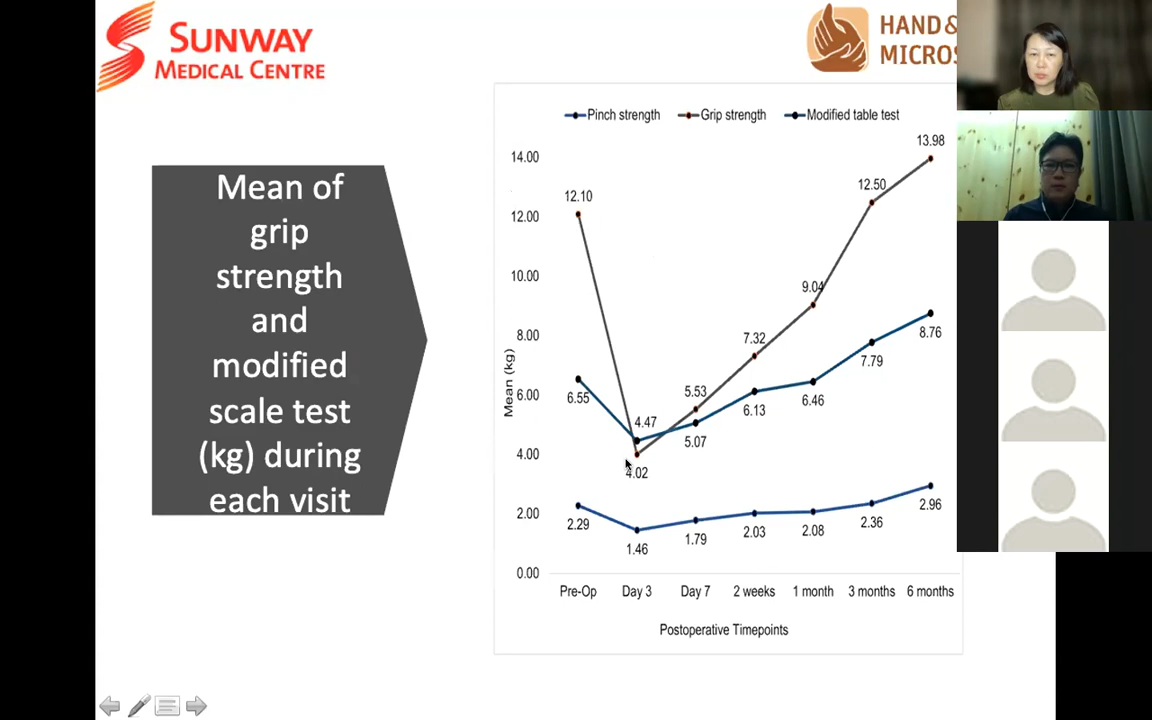 SUNWAY
MEDICAL CENTRE
HAND &
Mean of
grip
strength
and
modified
scale test
(kg) during
each visit
Pinch strength
Grip strength
Modified table test
14.00
12.00
10.00
8.00
6.00
4.00
2.00
0.00
Mean (kg)
12.10
4.02
5.53
7.32
9.04
12.50
13.98
6.55
4.47
5.07
6.13
6.46
7.79
8.76
2.29
1.46
1.79
2.03
2.08
2.36
2.96
Pre-Op
Day 3
Day 7
2 weeks
1 month
3 months
6 months
Postoperative Timepoints